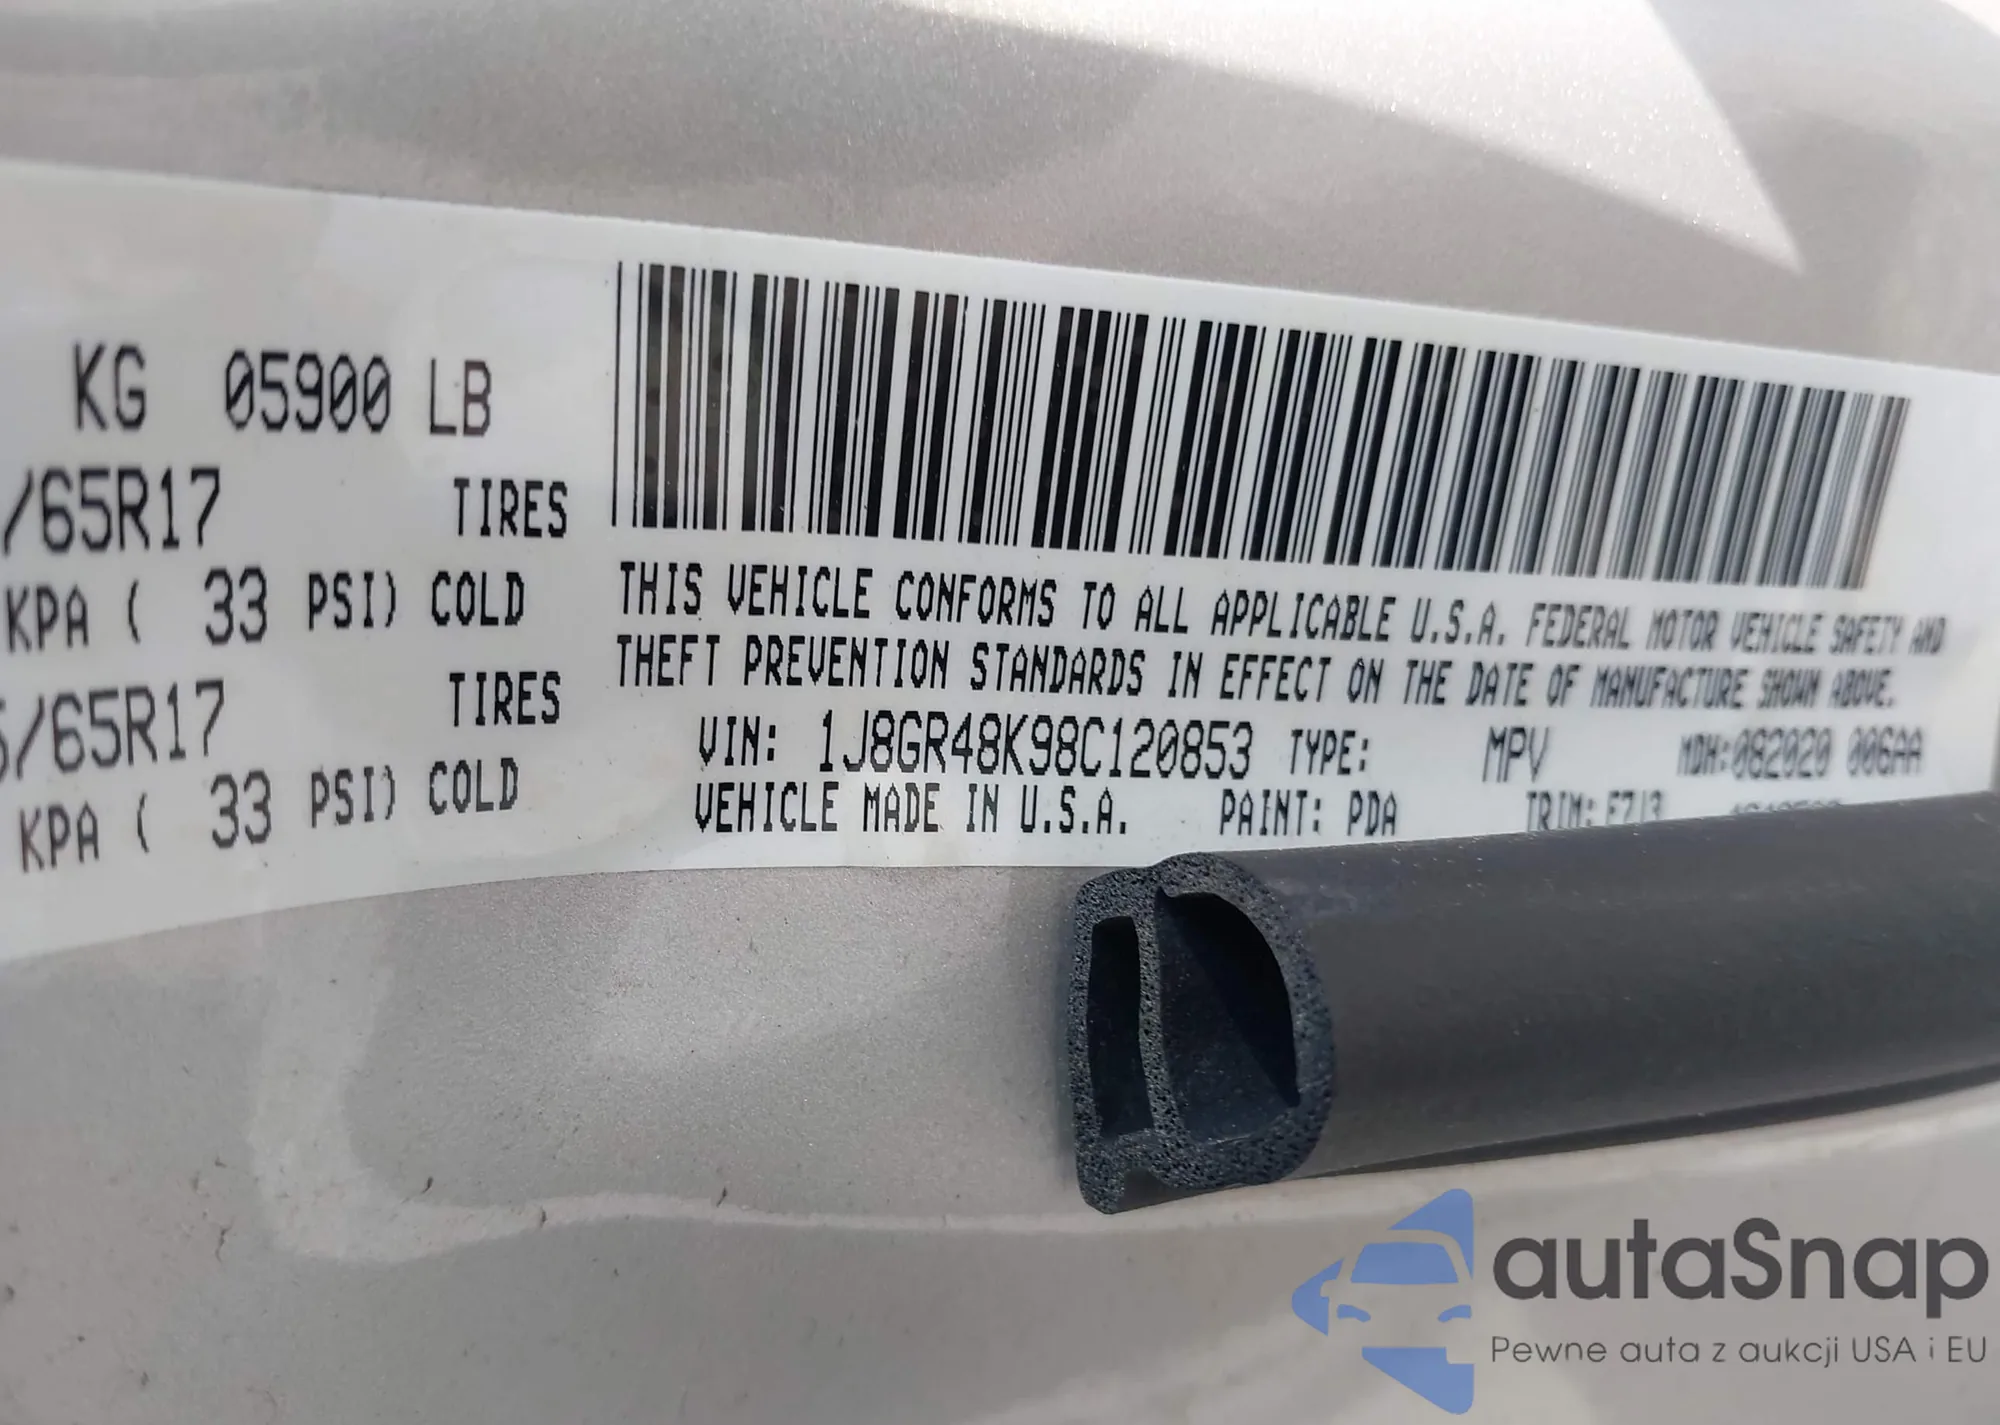 KG 05900 LB
/65R17 TIRES
KPA ( 33 PSI) COLD
5/65R17 TIRES
KPA ( 33 PSI) COLD
THIS VEHICLE CONFORMS TO ALL APPLICABLE U.S.A. FEDERAL MOTOR VEHICLE SAFETY AND
THEFT PREVENTION STANDARDS IN EFFECT ON THE DATE OF MANUFACTURE SHOWN ABOVE.
VIN: 1J8GR48K98C120853 TYPE: MPV MDH:082020 006AA
VEHICLE MADE IN U.S.A. PAINT: PDA TRIM:
autaSnap
Pewne auta z aukcji USA i EU